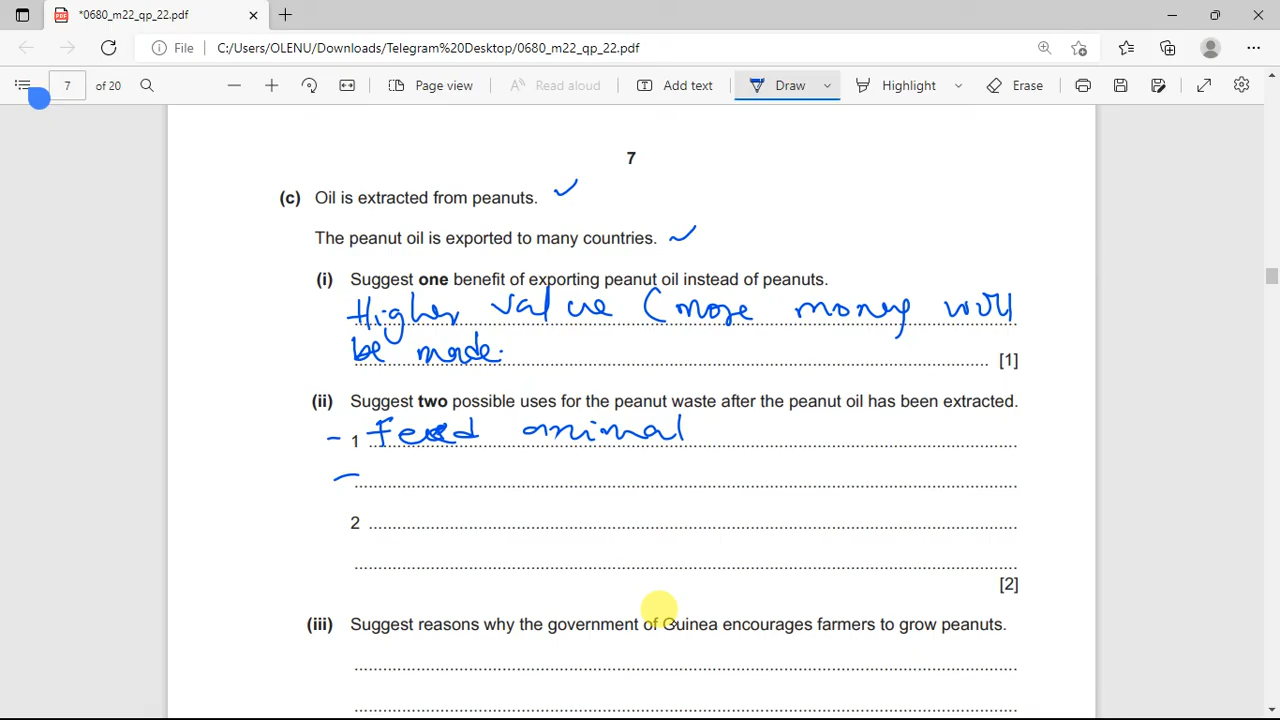 *0680_m22_qp_22.pdf
File C:/Users/OLENU/Downloads/Telegram%20Desktop/0680_m22_qp_22.pdf
7 of 20 Page view Read aloud Add text Draw Highlight Erase
7
(c) Oil is extracted from peanuts.
The peanut oil is exported to many countries.
(i) Suggest one benefit of exporting peanut oil instead of peanuts.
Higher value (more money will
be made.
[1]
(ii) Suggest two possible uses for the peanut waste after the peanut oil has been extracted.
- 1 Feed animal
2
[2]
(iii) Suggest reasons why the government of Guinea encourages farmers to grow peanuts.